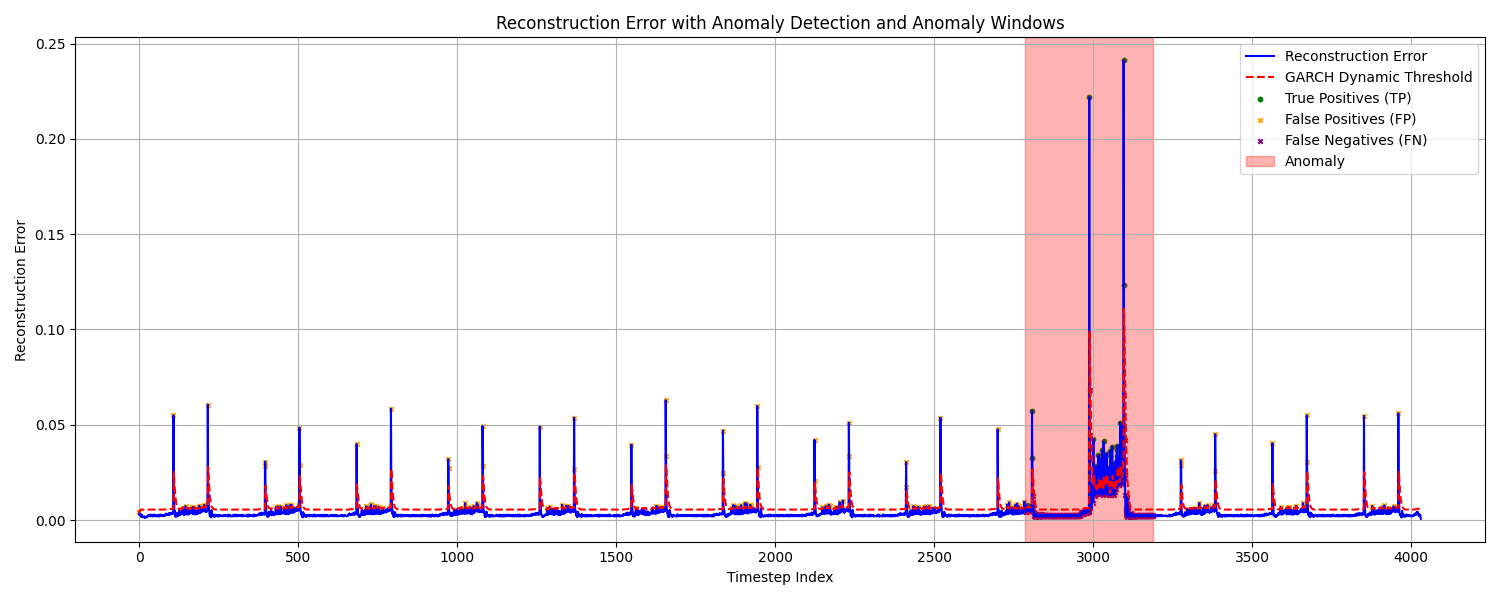 Reconstruction Error with Anomaly Detection and Anomaly Windows
Reconstruction Error
0.25
0.20
0.15
0.10
0.05
0.00
Reconstruction Error
GARCH Dynamic Threshold
True Positives (TP)
False Positives (FP)
False Negatives (FN)
Anomaly
0 500 1000 1500 2000 2500 3000 3500 4000
Timestep Index